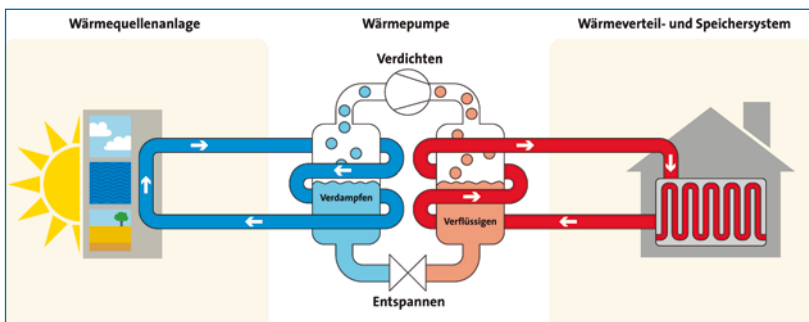 Wärmequellenanlage
Wärmepumpe
Wärmeverteil- und Speichersystem
Verdichten
Verdampfen
Verflüssigen
Entspannen